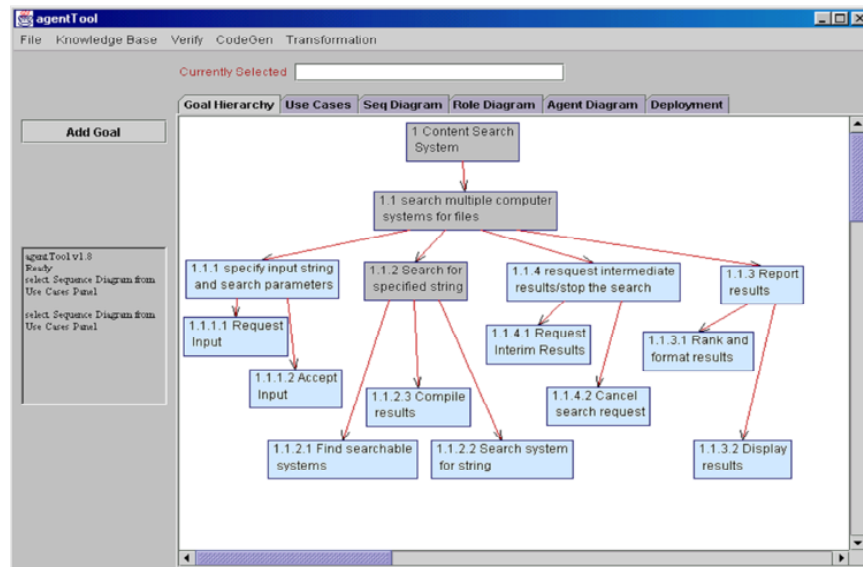 agentTool
File Knowledge Base Verify CodeGen Transformation
Currently Selected
Goal Hierarchy Use Cases Seq Diagram Role Diagram Agent Diagram Deployment
Add Goal
agentTool v1.8
Ready
select Sequence Diagram from
Use Cases Panel
select Sequence Diagram from
Use Cases Panel
1 Content Search
System
1.1 search multiple computer
systems for files
1.1.1 specify input string
and search parameters
1.1.2 Search for
specified string
1.1.4 resquest intermediate
results/stop the search
1.1.3 Report
results
1.1.1.1 Request
Input
1.1.4.1 Request
Interim Results
1.1.3.1 Rank and
format results
1.1.1.2 Accept
Input
1.1.2.3 Compile
results
1.1.4.2 Cancel
search request
1.1.2.1 Find searchable
systems
1.1.2.2 Search system
for string
1.1.3.2 Display
results